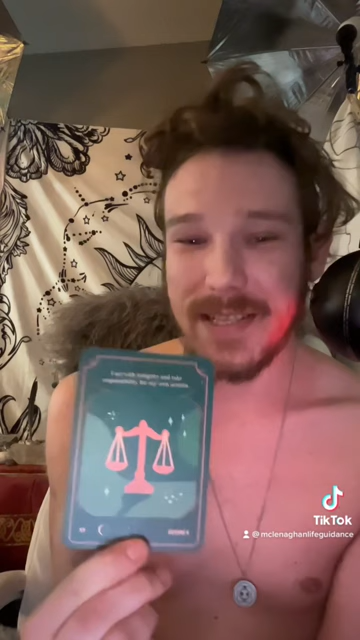 I act with integrity and take
responsibility for my own actions.
TikTok
@mclenaghanlifeguidance